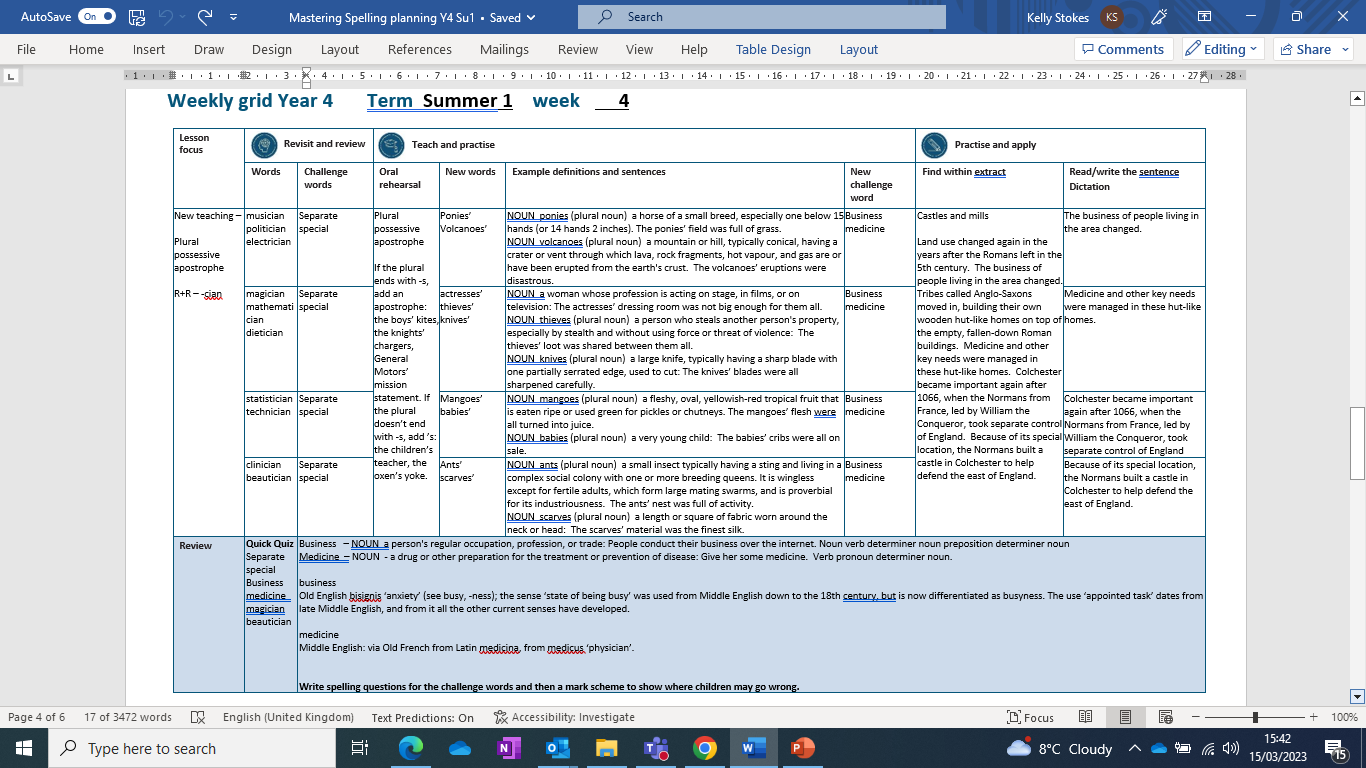 AutoSave On Mastering Spelling planning Y4 Su1 • Saved Search Kelly Stokes KS
File Home Insert Draw Design Layout References Mailings Review View Help Table Design Layout Comments Editing Share
1 1 2 3 4 5 6 7 8 9 10 11 12 13 14 15 16 17 18 19 20 21 22 23 24 25 26 27 28
Weekly grid Year 4 Term Summer 1 week 4
Lesson
focus
Revisit and review
Teach and practise
Practise and apply
Words
Challenge
words
Oral
rehearsal
New words
Example definitions and sentences
New
challenge
word
Find within extract
Read/write the sentence
Dictation
New teaching –
Plural
possessive
apostrophe
R+R – -cian
musician
politician
electrician
Separate
special
Plural
possessive
apostrophe
If the plural
ends with -s,
add an
apostrophe:
the boys’ kites,
the knights’
chargers,
General
Motors’
mission
statement. If
the plural
doesn’t end
with -s, add ’s:
the children’s
teacher, the
oxen’s yoke.
Ponies’
Volcanoes’
NOUN ponies (plural noun) a horse of a small breed, especially one below 15
hands (or 14 hands 2 inches). The ponies’ field was full of grass.
NOUN volcanoes (plural noun) a mountain or hill, typically conical, having a
crater or vent through which lava, rock fragments, hot vapour, and gas are or
have been erupted from the earth's crust. The volcanoes’ eruptions were
disastrous.
Business
medicine
Castles and mills
Land use changed again in the
years after the Romans left in the
5th century. The business of
people living in the area changed.
Tribes called Anglo-Saxons
moved in, building their own
wooden hut-like homes on top of
the empty, fallen-down Roman
buildings. Medicine and other
key needs were managed in
these hut-like homes. Colchester
became important again after
1066, when the Normans from
France, led by William the
Conqueror, took separate control
of England. Because of its special
location, the Normans built a
castle in Colchester to help
defend the east of England.
The business of people living in
the area changed.
magician
mathemati
cian
dietician
Separate
special
actresses’
thieves’
knives’
NOUN a woman whose profession is acting on stage, in films, or on
television: The actresses’ dressing room was not big enough for them all.
NOUN thieves (plural noun) a person who steals another person's property,
especially by stealth and without using force or threat of violence: The
thieves’ loot was shared between them all.
NOUN knives (plural noun) a large knife, typically having a sharp blade with
one partially serrated edge, used to cut: The knives’ blades were all
sharpened carefully.
Business
medicine
Medicine and other key needs
were managed in these hut-like
homes.
statistician
technician
Separate
special
Mangoes’
babies’
NOUN mangoes (plural noun) a fleshy, oval, yellowish-red tropical fruit that
is eaten ripe or used green for pickles or chutneys. The mangoes’ flesh were
all turned into juice.
NOUN babies (plural noun) a very young child: The babies’ cribs were all on
sale.
Business
medicine
Colchester became important
again after 1066, when the
Normans from France, led by
William the Conqueror, took
separate control of England
clinician
beautician
Separate
special
Ants’
scarves’
NOUN ants (plural noun) a small insect typically having a sting and living in a
complex social colony with one or more breeding queens. It is wingless
except for fertile adults, which form large mating swarms, and is proverbial
for its industriousness. The ants’ nest was full of activity.
NOUN scarves (plural noun) a length or square of fabric worn around the
neck or head: The scarves’ material was the finest silk.
Business
medicine
Because of its special location,
the Normans built a castle in
Colchester to help defend the
east of England.
Review
Quick Quiz
Separate
special
Business
medicine
magician
beautician
Business – NOUN a person's regular occupation, profession, or trade: People conduct their business over the internet. Noun verb determiner noun preposition determiner noun
Medicine – NOUN - a drug or other preparation for the treatment or prevention of disease: Give her some medicine. Verb pronoun determiner noun.
business
Old English bisignis ‘anxiety’ (see busy, -ness); the sense ‘state of being busy’ was used from Middle English down to the 18th century, but is now differentiated as busyness. The use ‘appointed task’ dates from
late Middle English, and from it all the other current senses have developed.
medicine
Middle English: via Old French from Latin medicina, from medicus ‘physician’.
Write spelling questions for the challenge words and then a mark scheme to show where children may go wrong.
Page 4 of 6 17 of 3472 words English (United Kingdom) Text Predictions: On Accessibility: Investigate Focus 100%
Type here to search 8°C Cloudy 15:42
15/03/2023 15